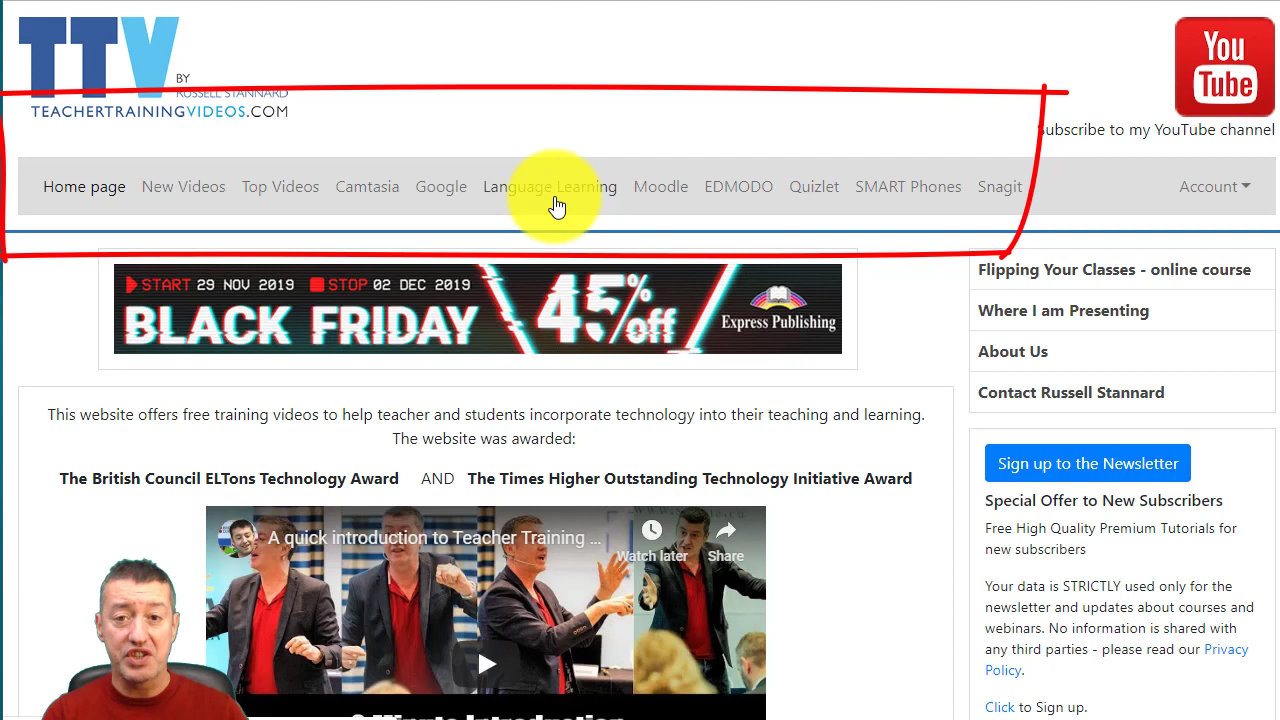 TTV
BY
RUSSELL STANNARD
TEACHERTRAININGVIDEOS.COM
You
Tube
Subscribe to my YouTube channel
Home page New Videos Top Videos Camtasia Google Language Learning Moodle EDMODO Quizlet SMART Phones Snagit Account
START 29 NOV 2019 STOP 02 DEC 2019
BLACK FRIDAY 45% off Express Publishing
Flipping Your Classes - online course
Where I am Presenting
About Us
Contact Russell Stannard
This website offers free training videos to help teacher and students incorporate technology into their teaching and learning.
The website was awarded:
The British Council ELTons Technology Award AND The Times Higher Outstanding Technology Initiative Award
A quick introduction to Teacher Training ...
Watch later Share
Sign up to the Newsletter
Special Offer to New Subscribers
Free High Quality Premium Tutorials for
new subscribers
Your data is STRICTLY used only for the
newsletter and updates about courses and
webinars. No information is shared with
any third parties - please read our Privacy
Policy.
Click to Sign up.